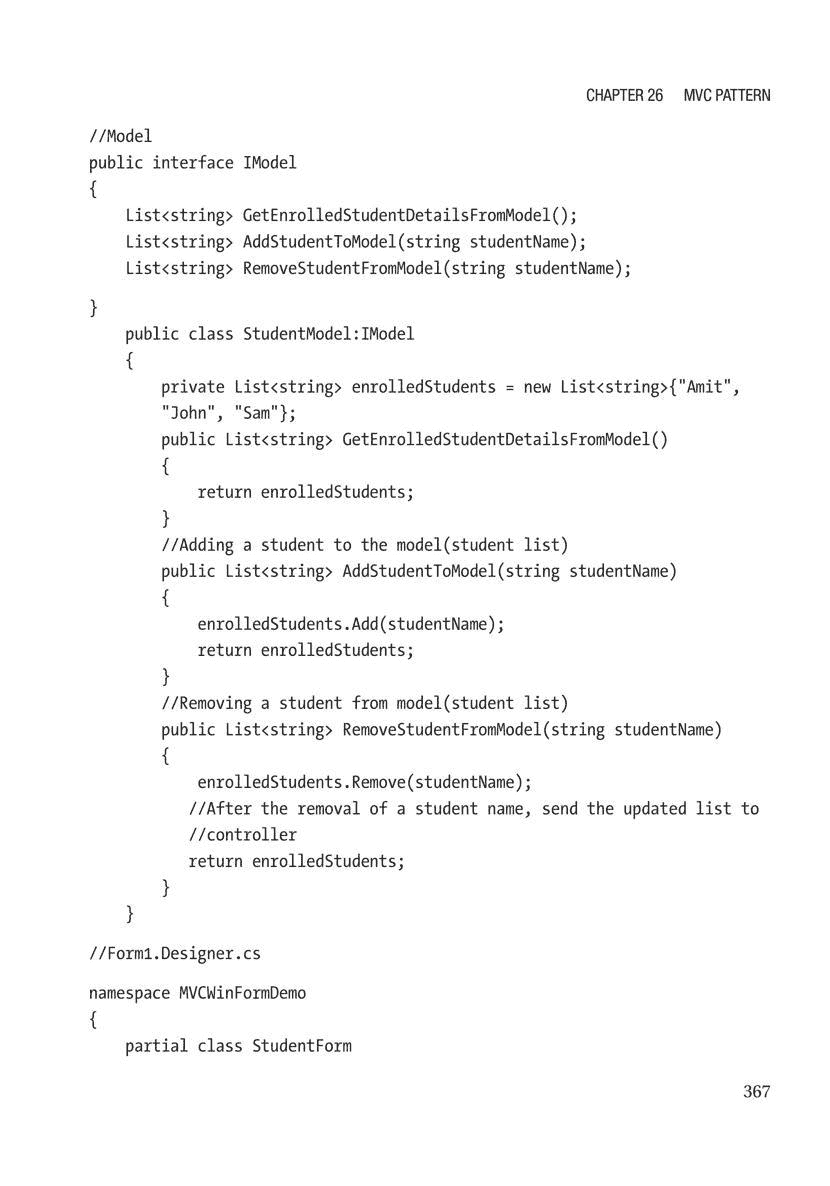 CHAPTER 26 MVC PATTERN
//Model
public interface IModel
{
    List<string> GetEnrolledStudentDetailsFromModel();
    List<string> AddStudentToModel(string studentName);
    List<string> RemoveStudentFromModel(string studentName);
}
    public class StudentModel:IModel
    {
        private List<string> enrolledStudents = new List<string>{"Amit",
        "John", "Sam"};
        public List<string> GetEnrolledStudentDetailsFromModel()
        {
            return enrolledStudents;
        }
        //Adding a student to the model(student list)
        public List<string> AddStudentToModel(string studentName)
        {
            enrolledStudents.Add(studentName);
            return enrolledStudents;
        }
        //Removing a student from model(student list)
        public List<string> RemoveStudentFromModel(string studentName)
        {
            enrolledStudents.Remove(studentName);
           //After the removal of a student name, send the updated list to
           //controller
           return enrolledStudents;
        }
    }
//Form1.Designer.cs
namespace MVCWinFormDemo
{
    partial class StudentForm
367